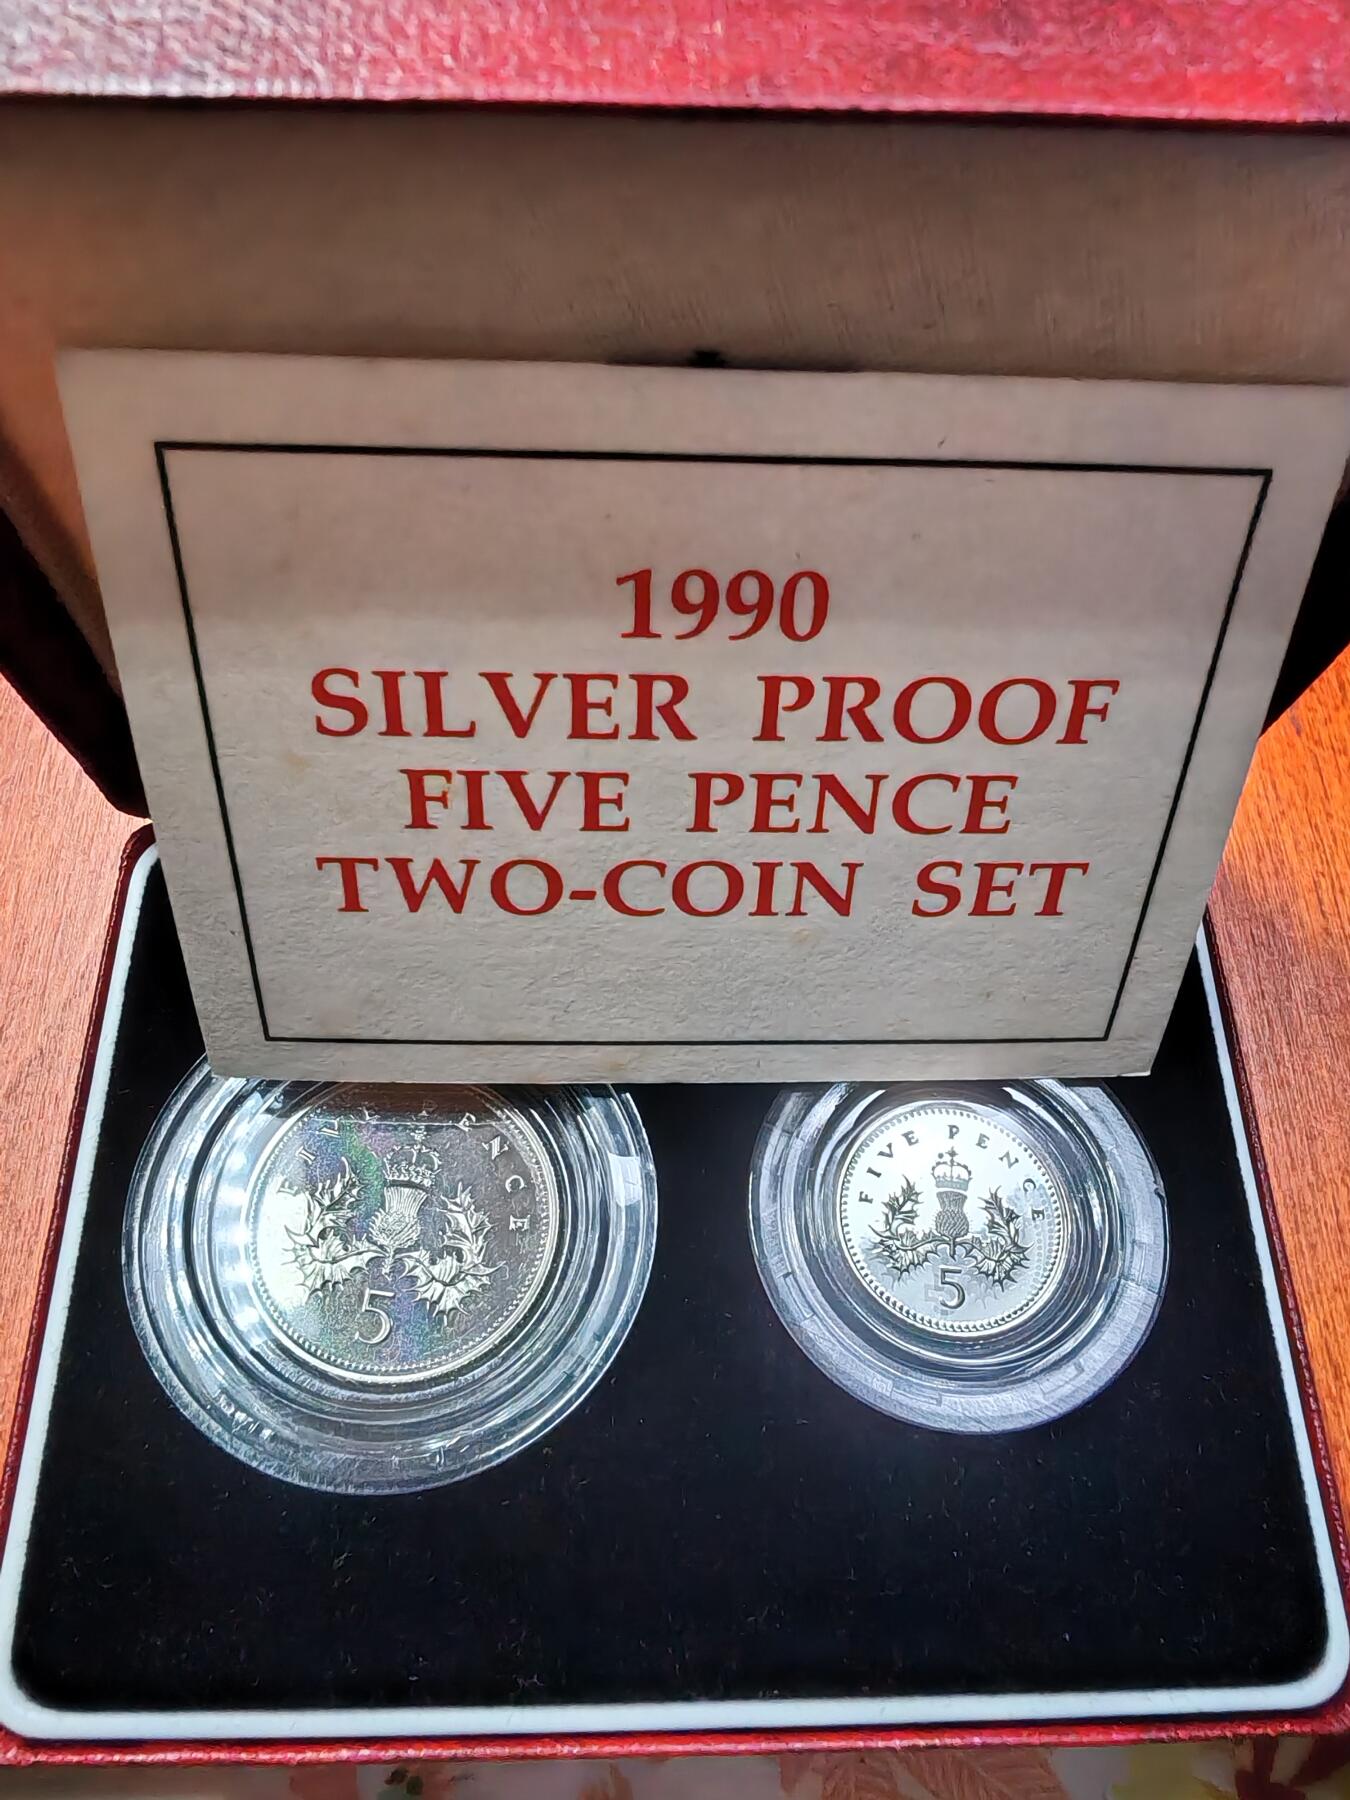 1990
SILVER PROOF
FIVE PENCE
TWO-COIN SET
FIVE PENCE
5
FIVE PENCE
5